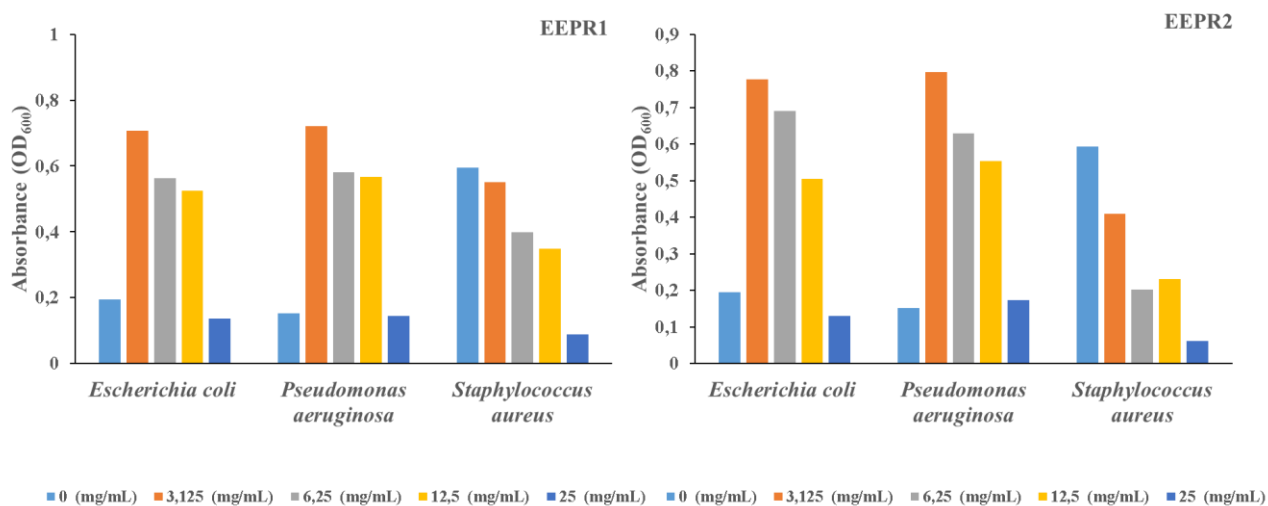 EEPR1
1
0,8
0,6
0,4
0,2
0
Absorbance (OD600)
Escherichia coli
Pseudomonas
aeruginosa
Staphylococcus
aureus
EEPR2
0,9
0,8
0,7
0,6
0,5
0,4
0,3
0,2
0,1
0
Absorbance (OD600)
Escherichia coli
Pseudomonas
aeruginosa
Staphylococcus
aureus
0 (mg/mL) 3,125 (mg/mL) 6,25 (mg/mL) 12,5 (mg/mL) 25 (mg/mL) 0 (mg/mL) 3,125 (mg/mL) 6,25 (mg/mL) 12,5 (mg/mL) 25 (mg/mL)